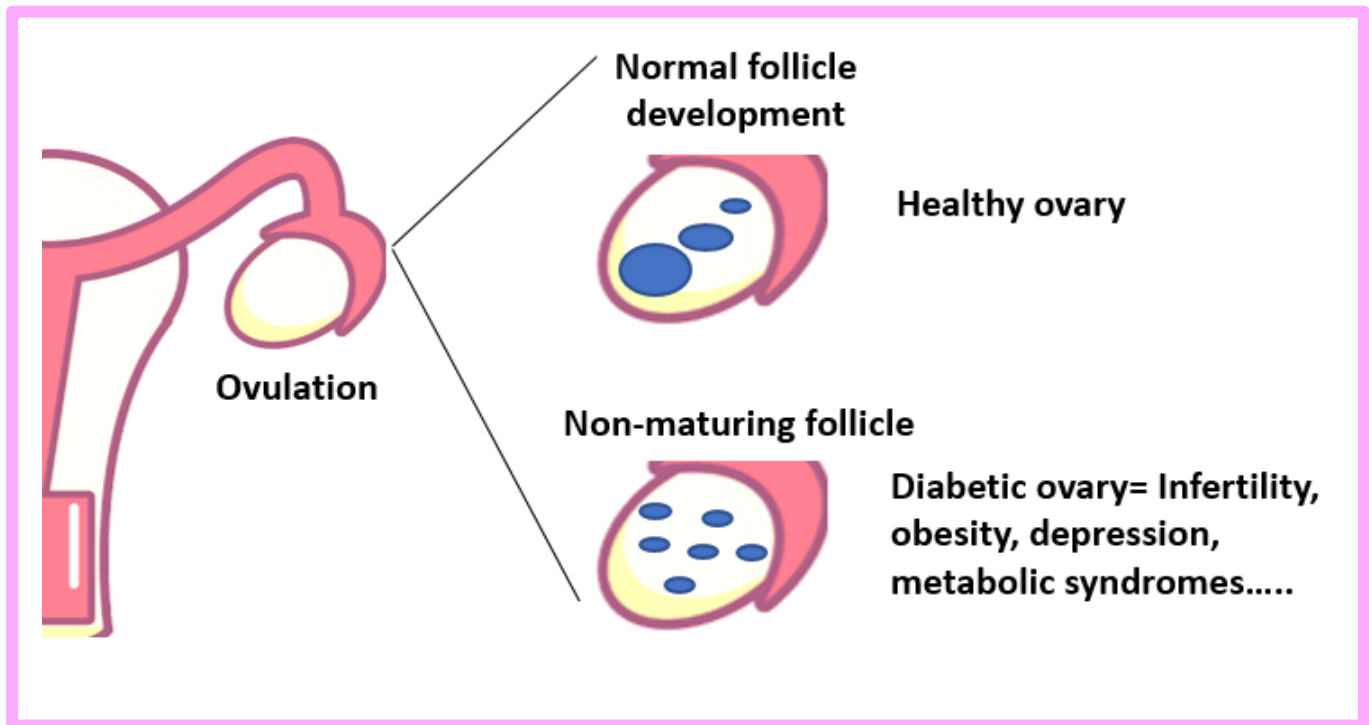 Normal follicle
development
Healthy ovary
Ovulation
Non-maturing follicle
Diabetic ovary= Infertility,
obesity, depression,
metabolic syndromes.....